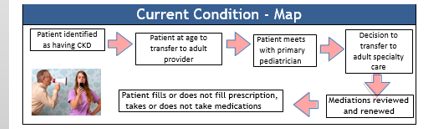 Current Condition - Map
Patient identified
as having CKD
Patient at age to
transfer to adult
provider
Patient meets
with primary
pediatrician
Decision to
transfer to
adult specialty
care
Mediations reviewed
and renewed
Patient fills or does not fill prescription,
takes or does not take medications